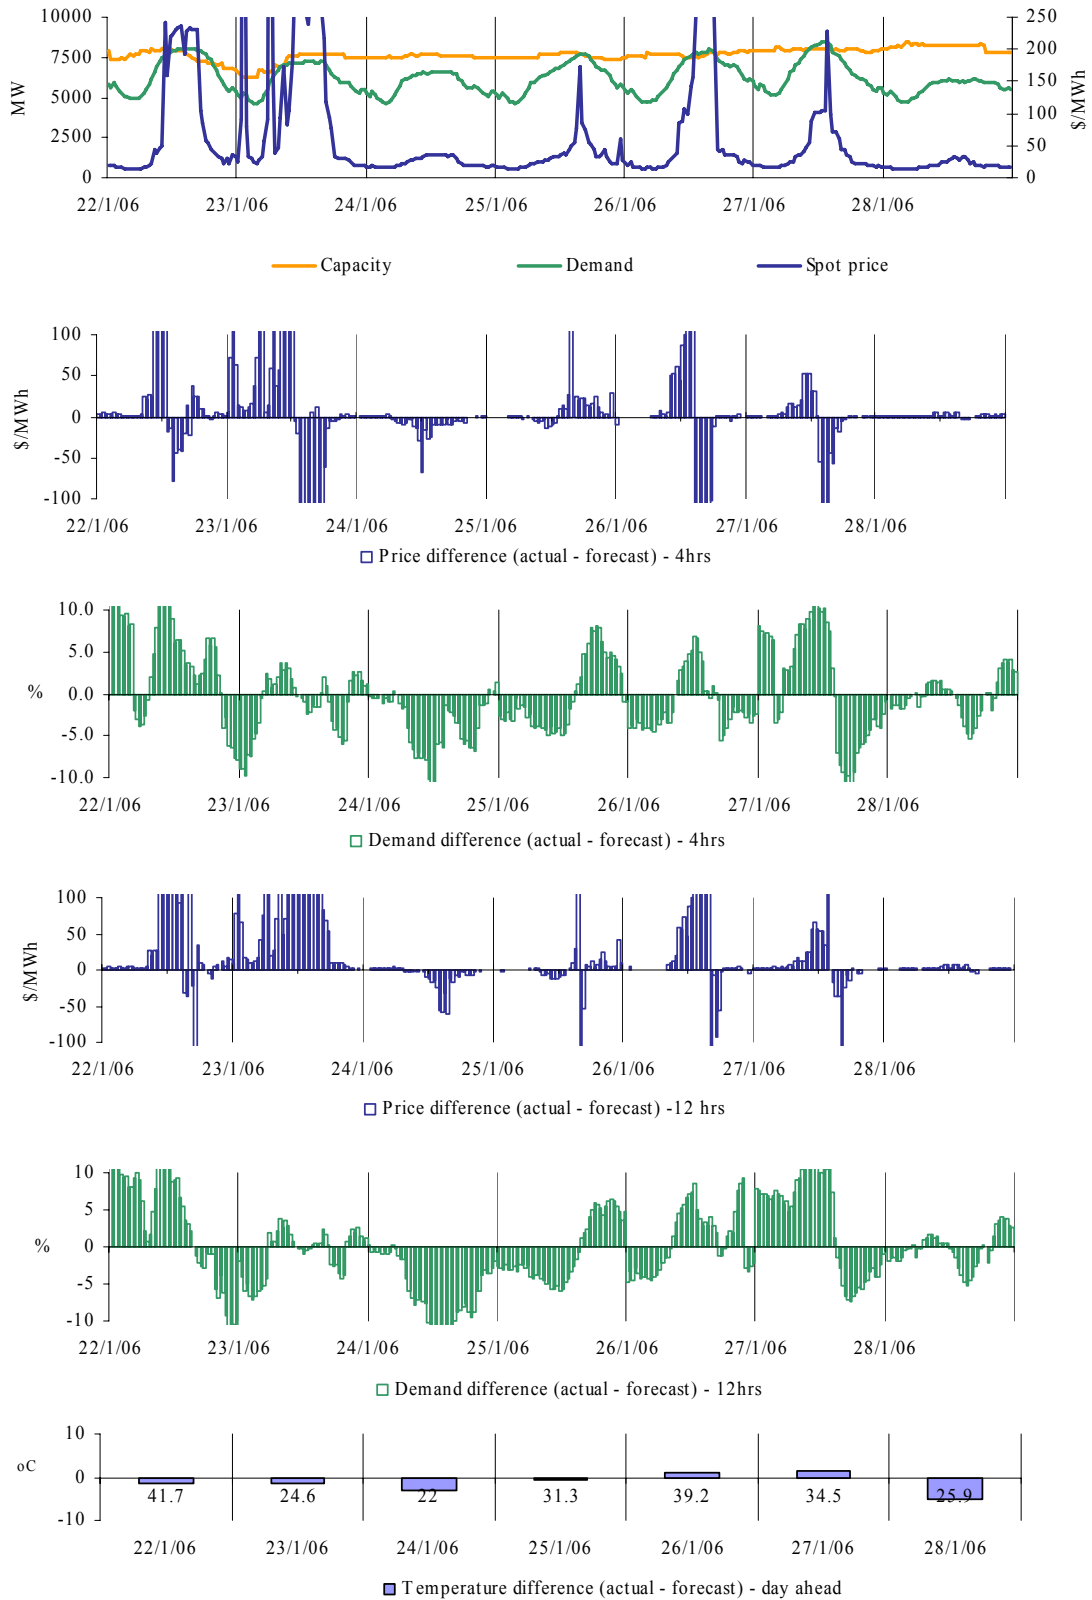 10000
7500
5000
2500
0
MW
250
200
150
100
50
0
$/MWh
22/1/06 23/1/06 24/1/06 25/1/06 26/1/06 27/1/06 28/1/06
Capacity Demand Spot price
100
50
0
-50
-100
$/MWh
22/1/06 23/1/06 24/1/06 25/1/06 26/1/06 27/1/06 28/1/06
Price difference (actual - forecast) - 4hrs
10.0
5.0
0.0
-5.0
-10.0
%
22/1/06 23/1/06 24/1/06 25/1/06 26/1/06 27/1/06 28/1/06
Demand difference (actual - forecast) - 4hrs
100
50
0
-50
-100
$/MWh
22/1/06 23/1/06 24/1/06 25/1/06 26/1/06 27/1/06 28/1/06
Price difference (actual - forecast) -12 hrs
10
5
0
-5
-10
%
22/1/06 23/1/06 24/1/06 25/1/06 26/1/06 27/1/06 28/1/06
Demand difference (actual - forecast) - 12hrs
10
0
-10
oC
41.7 24.6 22 31.3 39.2 34.5 25.9
22/1/06 23/1/06 24/1/06 25/1/06 26/1/06 27/1/06 28/1/06
Temperature difference (actual - forecast) - day ahead